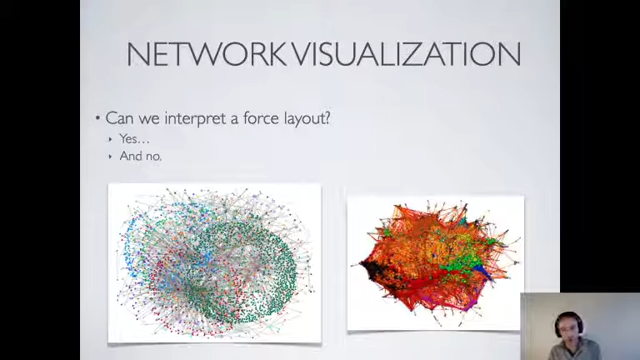 NETWORK VISUALIZATION
• Can we interpret a force layout?
‣ Yes…
‣ And no.